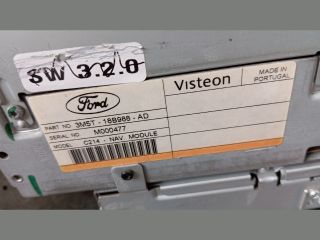 SW 3.2.0
Ford
Visteon
MADE IN
PORTUGAL
PART NO. 3M5T - 18B988 - AD
SERIAL NO M000477
MODEL C214 - NAV. MODULE